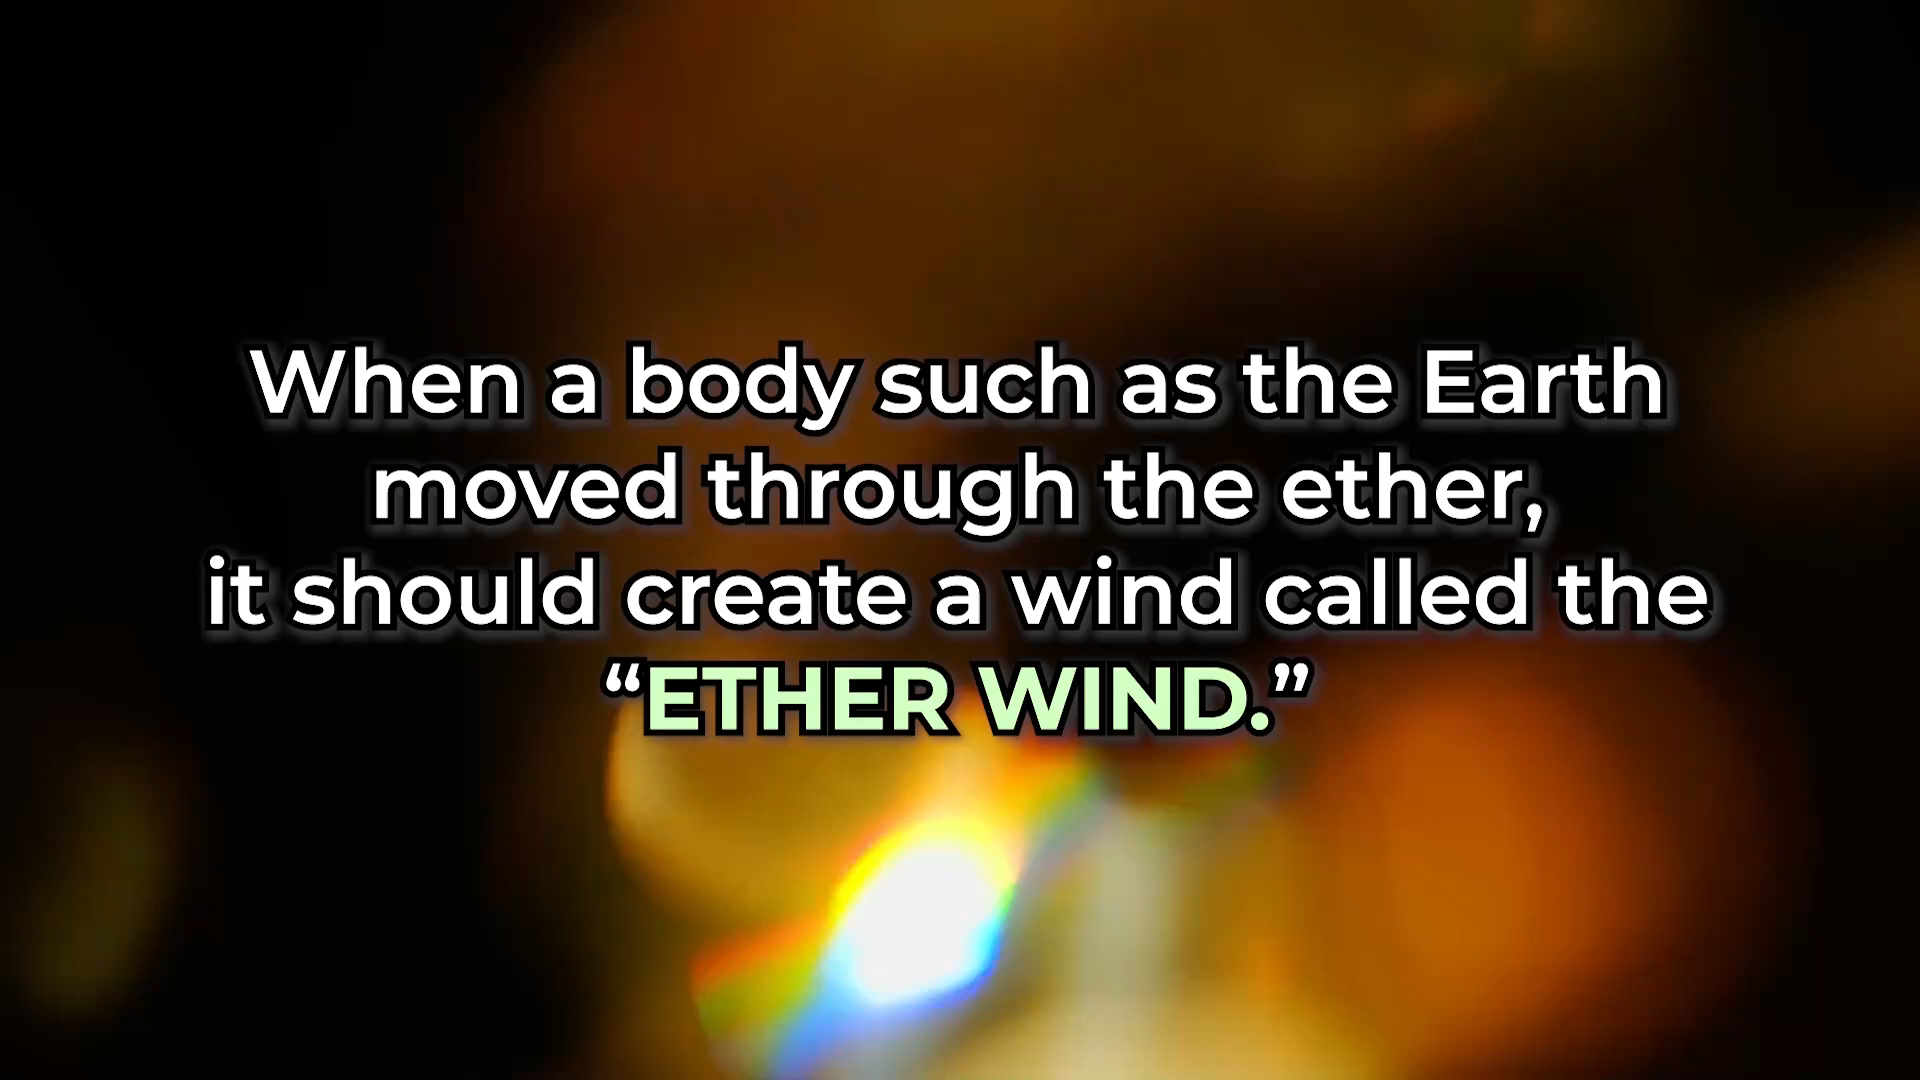 When a body such as the Earth
moved through the ether,
it should create a wind called the
“ETHER WIND.”